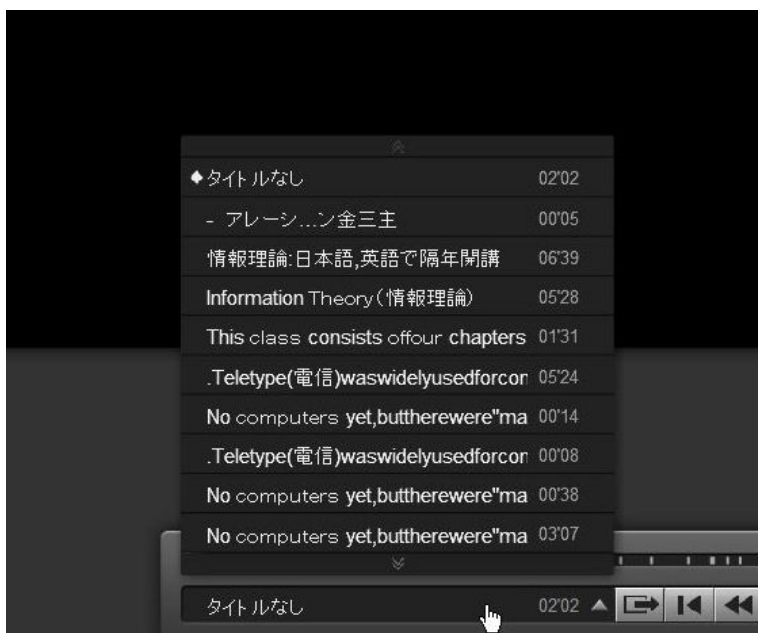 ◆タイトルなし 02'02
- アレーシ...ン金三主 00'05
情報理論:日本語,英語で隔年開講 06'39
Information Theory(情報理論) 05'28
This class consists offour chapters 01'31
.Teletype(電信)waswidelyusedforcon 05'24
No computers yet,buttherewere"ma 00'14
.Teletype(電信)waswidelyusedforcon 00'08
No computers yet,buttherewere"ma 00'38
No computers yet,buttherewere"ma 03'07
タイトルなし 02'02